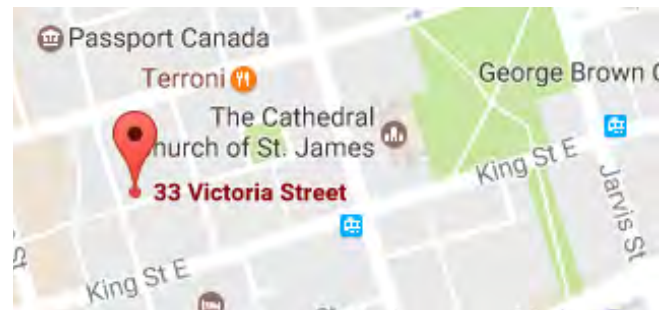 Passport Canada
Terroni
George Brown C
The Cathedral
hurch of St. James
33 Victoria Street
King St E
Jarvis St
King St E
St